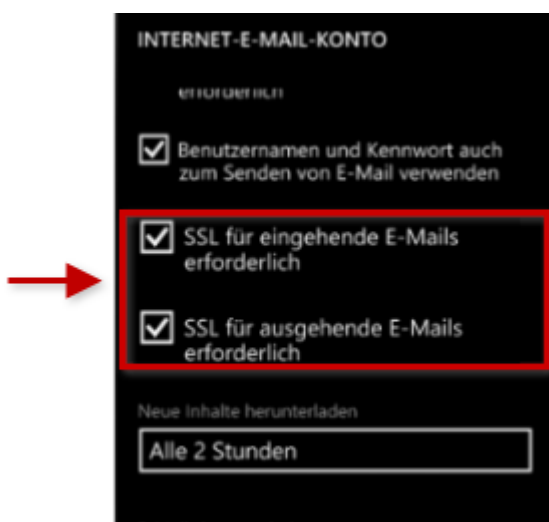 INTERNET-E-MAIL-KONTO
erforderlich
Benutzernamen und Kennwort auch
zum Senden von E-Mail verwenden
SSL für eingehende E-Mails
erforderlich
SSL für ausgehende E-Mails
erforderlich
Neue Inhalte herunterladen
Alle 2 Stunden